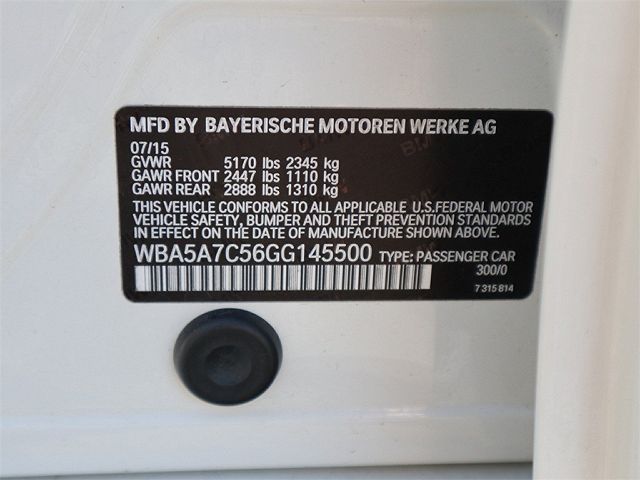 MFD BY BAYERISCHE MOTOREN WERKE AG
07/15
GVWR 5170 lbs 2345 kg
GAWR FRONT 2447 lbs 1110 kg
GAWR REAR 2888 lbs 1310 kg
THIS VEHICLE CONFORMS TO ALL APPLICABLE U.S.FEDERAL MOTOR
VEHICLE SAFETY, BUMPER AND THEFT PREVENTION STANDARDS
IN EFFECT ON THE DATE OF MANUFACTURE SHOWN ABOVE.
WBA5A7C56GG145500 TYPE: PASSENGER CAR
300/0
7 315 814